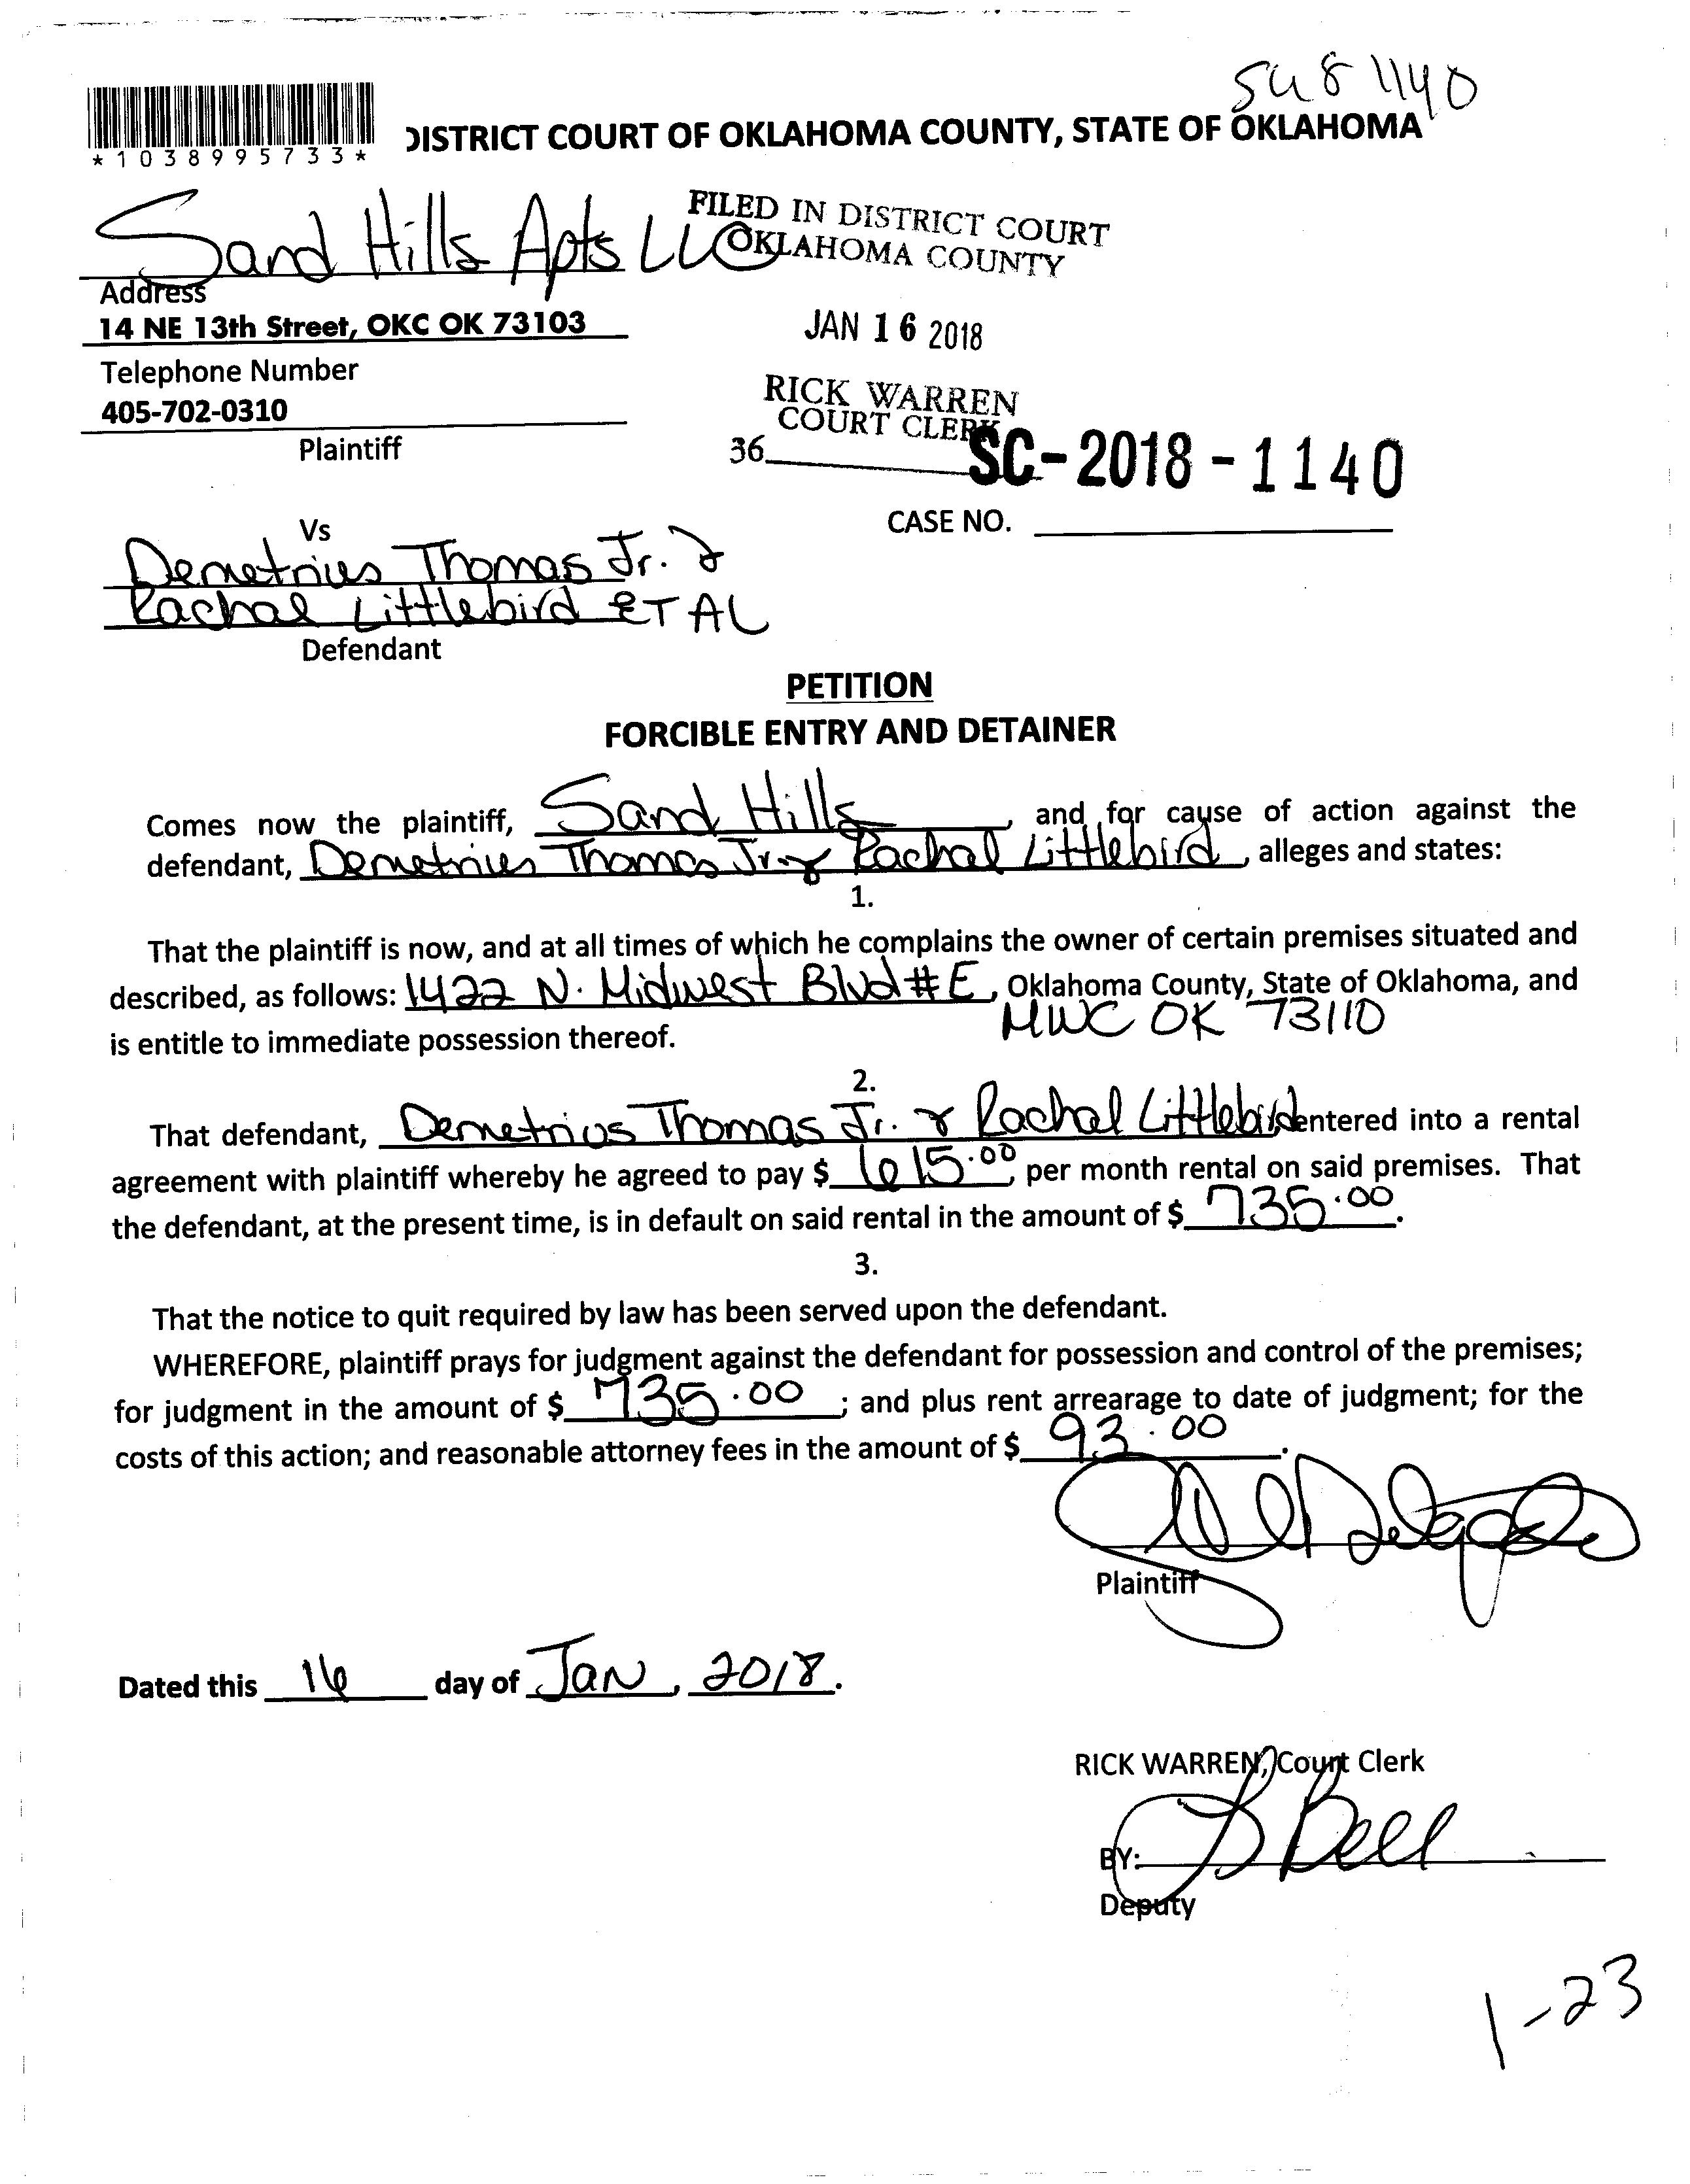 SC18 1140
*1038995733*
DISTRICT COURT OF OKLAHOMA COUNTY, STATE OF OKLAHOMA
Sand Hills Apts LLC
FILED IN DISTRICT COURT
OKLAHOMA COUNTY
Address
14 NE 13th Street, OKC OK 73103
JAN 16 2018
Telephone Number
405-702-0310
RICK WARREN
COURT CLERK
Plaintiff
36
SC-2018-1140
CASE NO.
Vs
Demetrius Thomas Jr. &
Rachal Littlebird ET AL
Defendant
PETITION
FORCIBLE ENTRY AND DETAINER
Comes now the plaintiff, Sand Hills, and for cause of action against the
defendant, Demetrius Thomas Jr. & Rachal Littlebird, alleges and states:
1.
That the plaintiff is now, and at all times of which he complains the owner of certain premises situated and
described, as follows: 1422 N. Midwest Blvd #E, Oklahoma County, State of Oklahoma, and
MWC OK 73110
is entitle to immediate possession thereof.
2.
That defendant, Demetrius Thomas Jr. & Rachal Littlebird entered into a rental
agreement with plaintiff whereby he agreed to pay $ 615.00, per month rental on said premises. That
the defendant, at the present time, is in default on said rental in the amount of $ 735.00.
3.
That the notice to quit required by law has been served upon the defendant.
WHEREFORE, plaintiff prays for judgment against the defendant for possession and control of the premises;
for judgment in the amount of $ 735.00; and plus rent arrearage to date of judgment; for the
costs of this action; and reasonable attorney fees in the amount of $ 93.00.
Plaintiff
Dated this 16 day of Jan, 2018.
RICK WARREN, Court Clerk
BY: Bell
Deputy
1-23